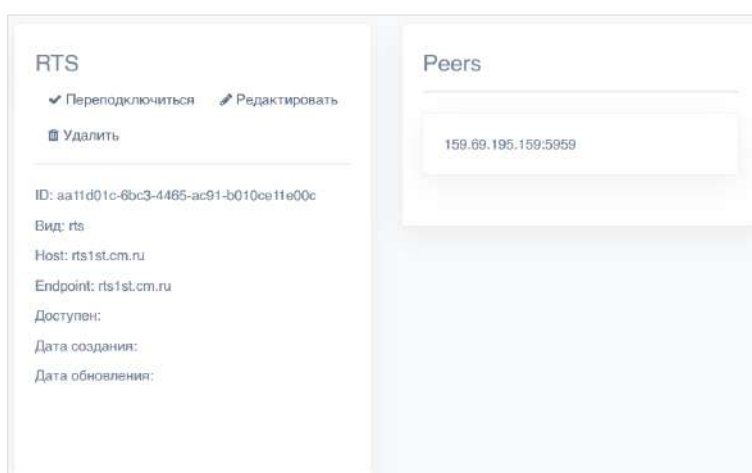 RTS
Переподключиться Редактировать
Удалить
ID: aa11d01c-6bc3-4465-ac91-b010ce11e00c
Вид: rts
Host: rts1st.cm.ru
Endpoint: rts1st.cm.ru
Доступен:
Дата создания:
Дата обновления:
Peers
159.69.195.159:5959